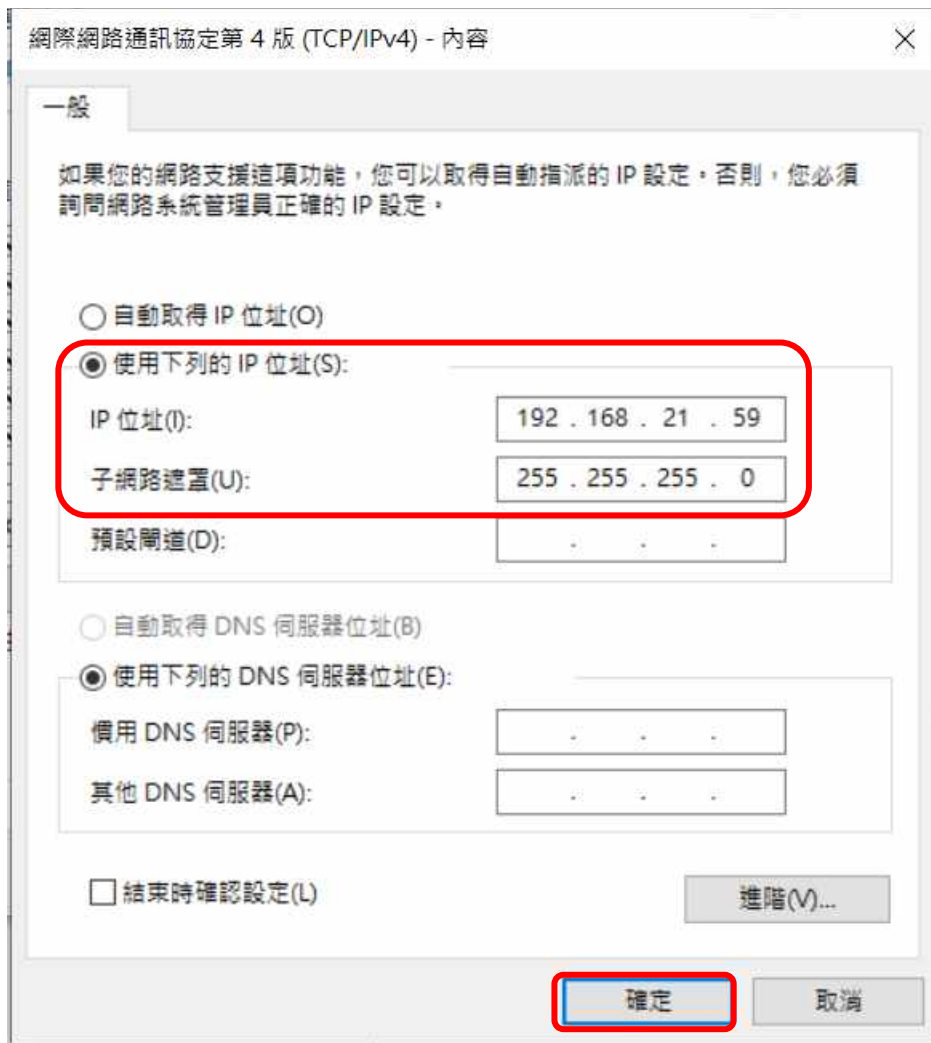 網際網路通訊協定第 4 版 (TCP/IPv4) - 內容
一般
如果您的網路支援這項功能，您可以取得自動指派的 IP 設定。否則，您必須
詢問網路系統管理員正確的 IP 設定。
自動取得 IP 位址(O)
使用下列的 IP 位址(S):
IP 位址(I):
192 . 168 . 21 . 59
子網路遮罩(U):
255 . 255 . 255 . 0
預設閘道(D):
. . .
自動取得 DNS 伺服器位址(B)
使用下列的 DNS 伺服器位址(E):
慣用 DNS 伺服器(P):
. . .
其他 DNS 伺服器(A):
. . .
結束時確認設定(L)
進階(V)...
確定
取消